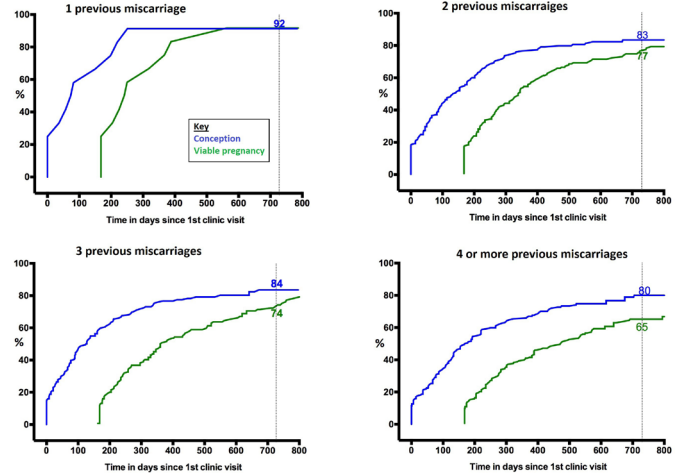 1 previous miscarriage
92
100
80
60
%
40
20
0
Key
Conception
Viable pregnancy
0 100 200 300 400 500 600 700 800
Time in days since 1st clinic visit
2 previous miscarraiges
83
77
100
80
60
%
40
20
0
0 100 200 300 400 500 600 700 800
Time in days since 1st clinic visit
3 previous miscarriages
84
74
100
80
60
%
40
20
0
0 100 200 300 400 500 600 700 800
Time in days since 1st clinic visit
4 or more previous miscarriages
80
65
100
80
60
%
40
20
0
0 100 200 300 400 500 600 700 800
Time in days since 1st clinic visit